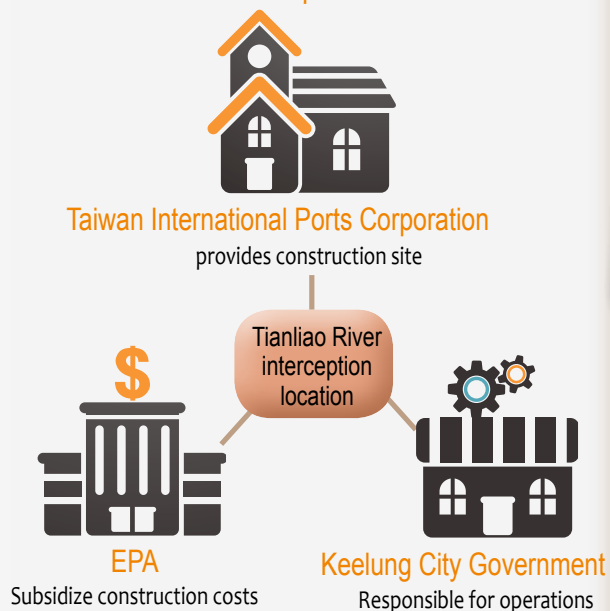 Taiwan International Ports Corporation
provides construction site
Tianliao River
interception
location
$
EPA
Subsidize construction costs
Keelung City Government
Responsible for operations